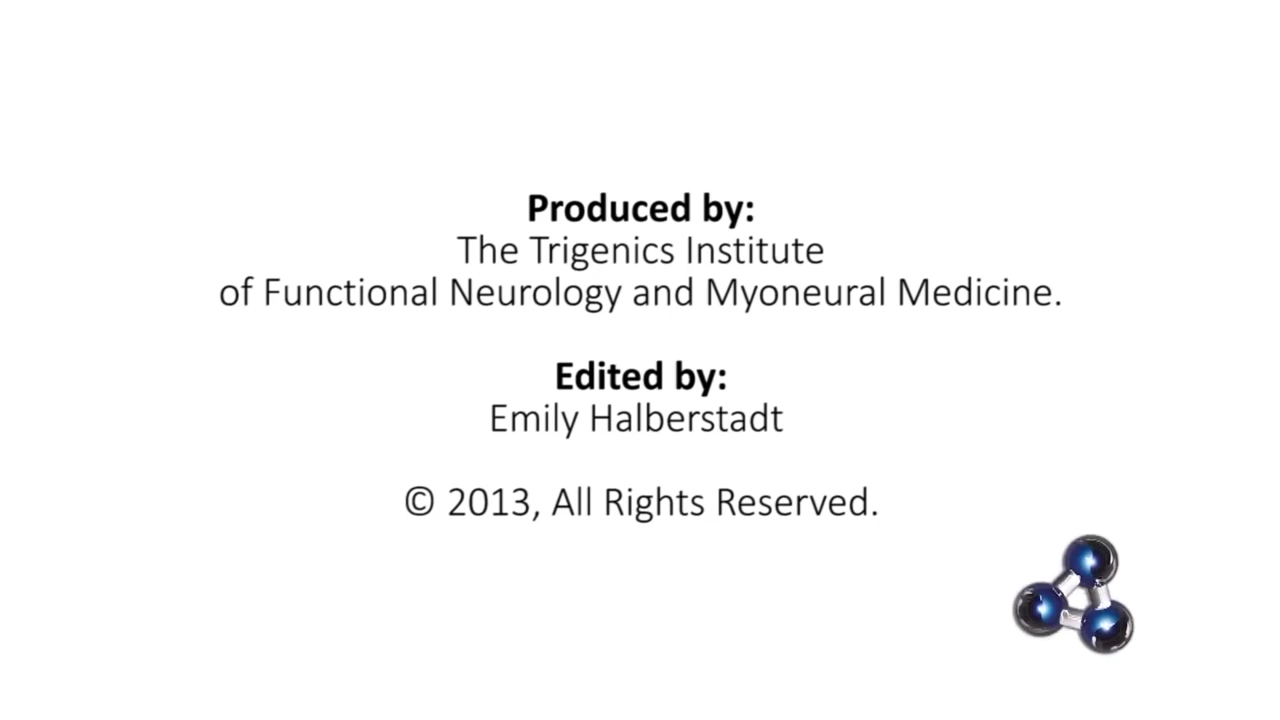 Produced by:
The Trigenics Institute
of Functional Neurology and Myoneural Medicine.
Edited by:
Emily Halberstadt
© 2013, All Rights Reserved.